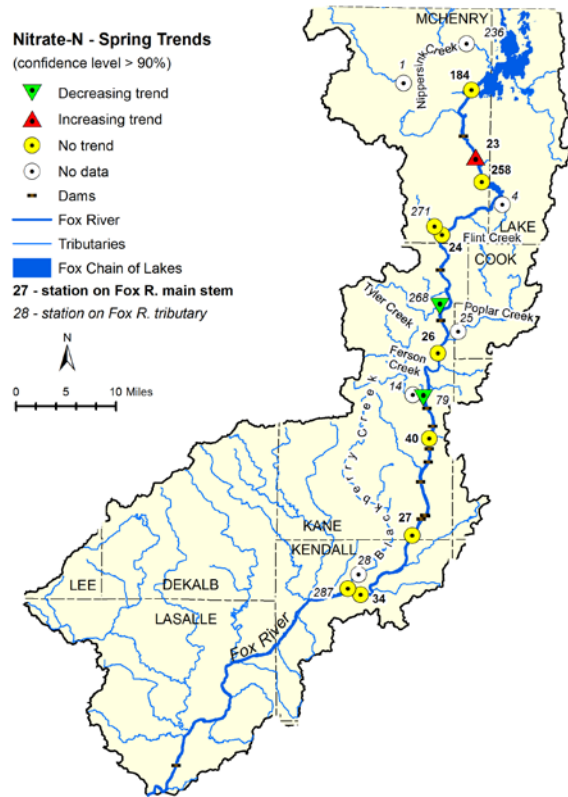 Nitrate-N - Spring Trends
(confidence level > 90%)
Decreasing trend
Increasing trend
No trend
No data
Dams
Fox River
Tributaries
Fox Chain of Lakes
27 - station on Fox R. main stem
28 - station on Fox R. tributary
N
0 5 10 Miles
MCHENRY
236
Nippersink Creek
1
184
23
258
4
271
LAKE
24
Flint Creek
COOK
268
Tyler Creek
Poplar Creek
25
26
Ferson
Creek
14
79
40
Blackberry Creek
27
KANE
KENDALL
28
287
34
LEE
DEKALB
LASALLE
Fox River